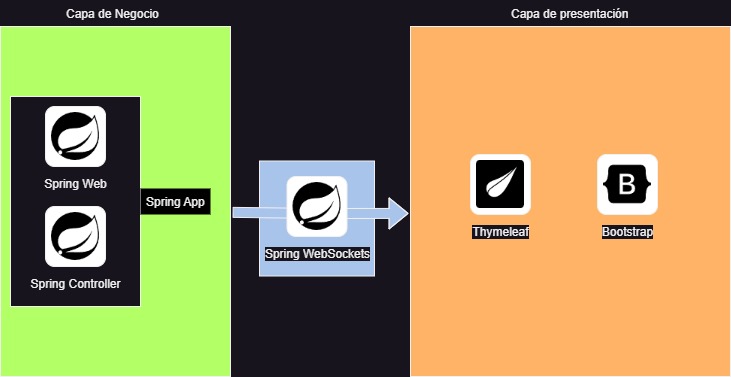 Capa de Negocio
Capa de presentación
Spring Web
Spring App
Spring Controller
Spring WebSockets
Thymeleaf
B
Bootstrap